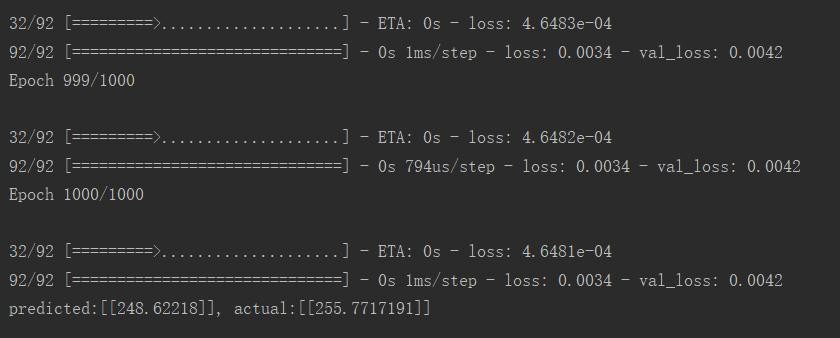 32/92 [=========>....................] - ETA: 0s - loss: 4.6483e-04
92/92 [==============================] - 0s 1ms/step - loss: 0.0034 - val_loss: 0.0042
Epoch 999/1000
32/92 [=========>....................] - ETA: 0s - loss: 4.6482e-04
92/92 [==============================] - 0s 794us/step - loss: 0.0034 - val_loss: 0.0042
Epoch 1000/1000
32/92 [=========>....................] - ETA: 0s - loss: 4.6481e-04
92/92 [==============================] - 0s 1ms/step - loss: 0.0034 - val_loss: 0.0042
predicted:[[248.62218]], actual:[[255.7717191]]